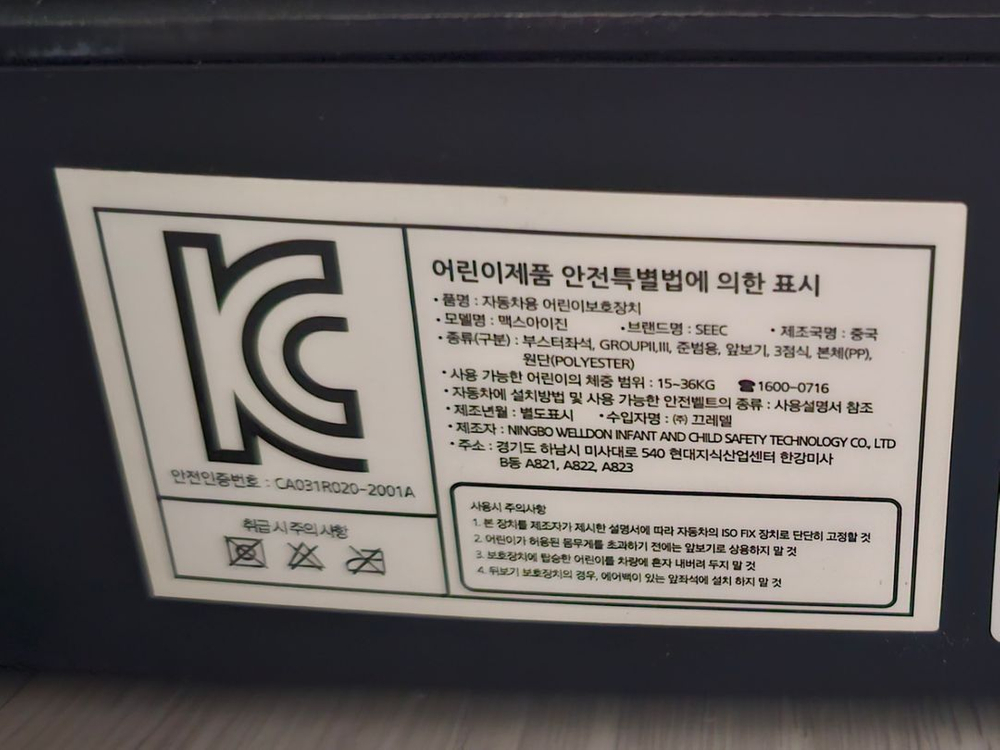 KC
안전인증번호 : CA031R020-2001A
취급시 주의사항
어린이제품 안전특별법에 의한 표시
• 품명 : 자동차용 어린이보호장치
• 모델명 : 맥스아이진 • 브랜드명 : SEEC • 제조국명 : 중국
• 종류(구분) : 부스터좌석, GROUPII,III, 준범용, 앞보기, 3점식, 본체(PP),
원단(POLYESTER)
• 사용 가능한 어린이의 체중 범위 : 15~36KG ☎1600-0716
• 자동차에 설치방법 및 사용 가능한 안전벨트의 종류 : 사용설명서 참조
• 제조년월 : 별도표시 • 수입자명 : ㈜ 끄레델
• 제조자 : NINGBO WELLDON INFANT AND CHILD SAFETY TECHNOLOGY CO., LTD
• 주소 : 경기도 하남시 미사대로 540 현대지식산업센터 한강미사
B동 A821, A822, A823
사용시 주의사항
1. 본 장치를 제조자가 제시한 설명서에 따라 자동차의 ISO FIX 장치로 단단히 고정할 것
2. 어린이가 허용된 몸무게를 초과하기 전에는 앞보기로 상용하지 말 것
3. 보호장치에 탑승한 어린이를 차량에 혼자 내버려 두지 말 것
4. 뒤보기 보호장치의 경우, 에어백이 있는 앞좌석에 설치 하지 말 것